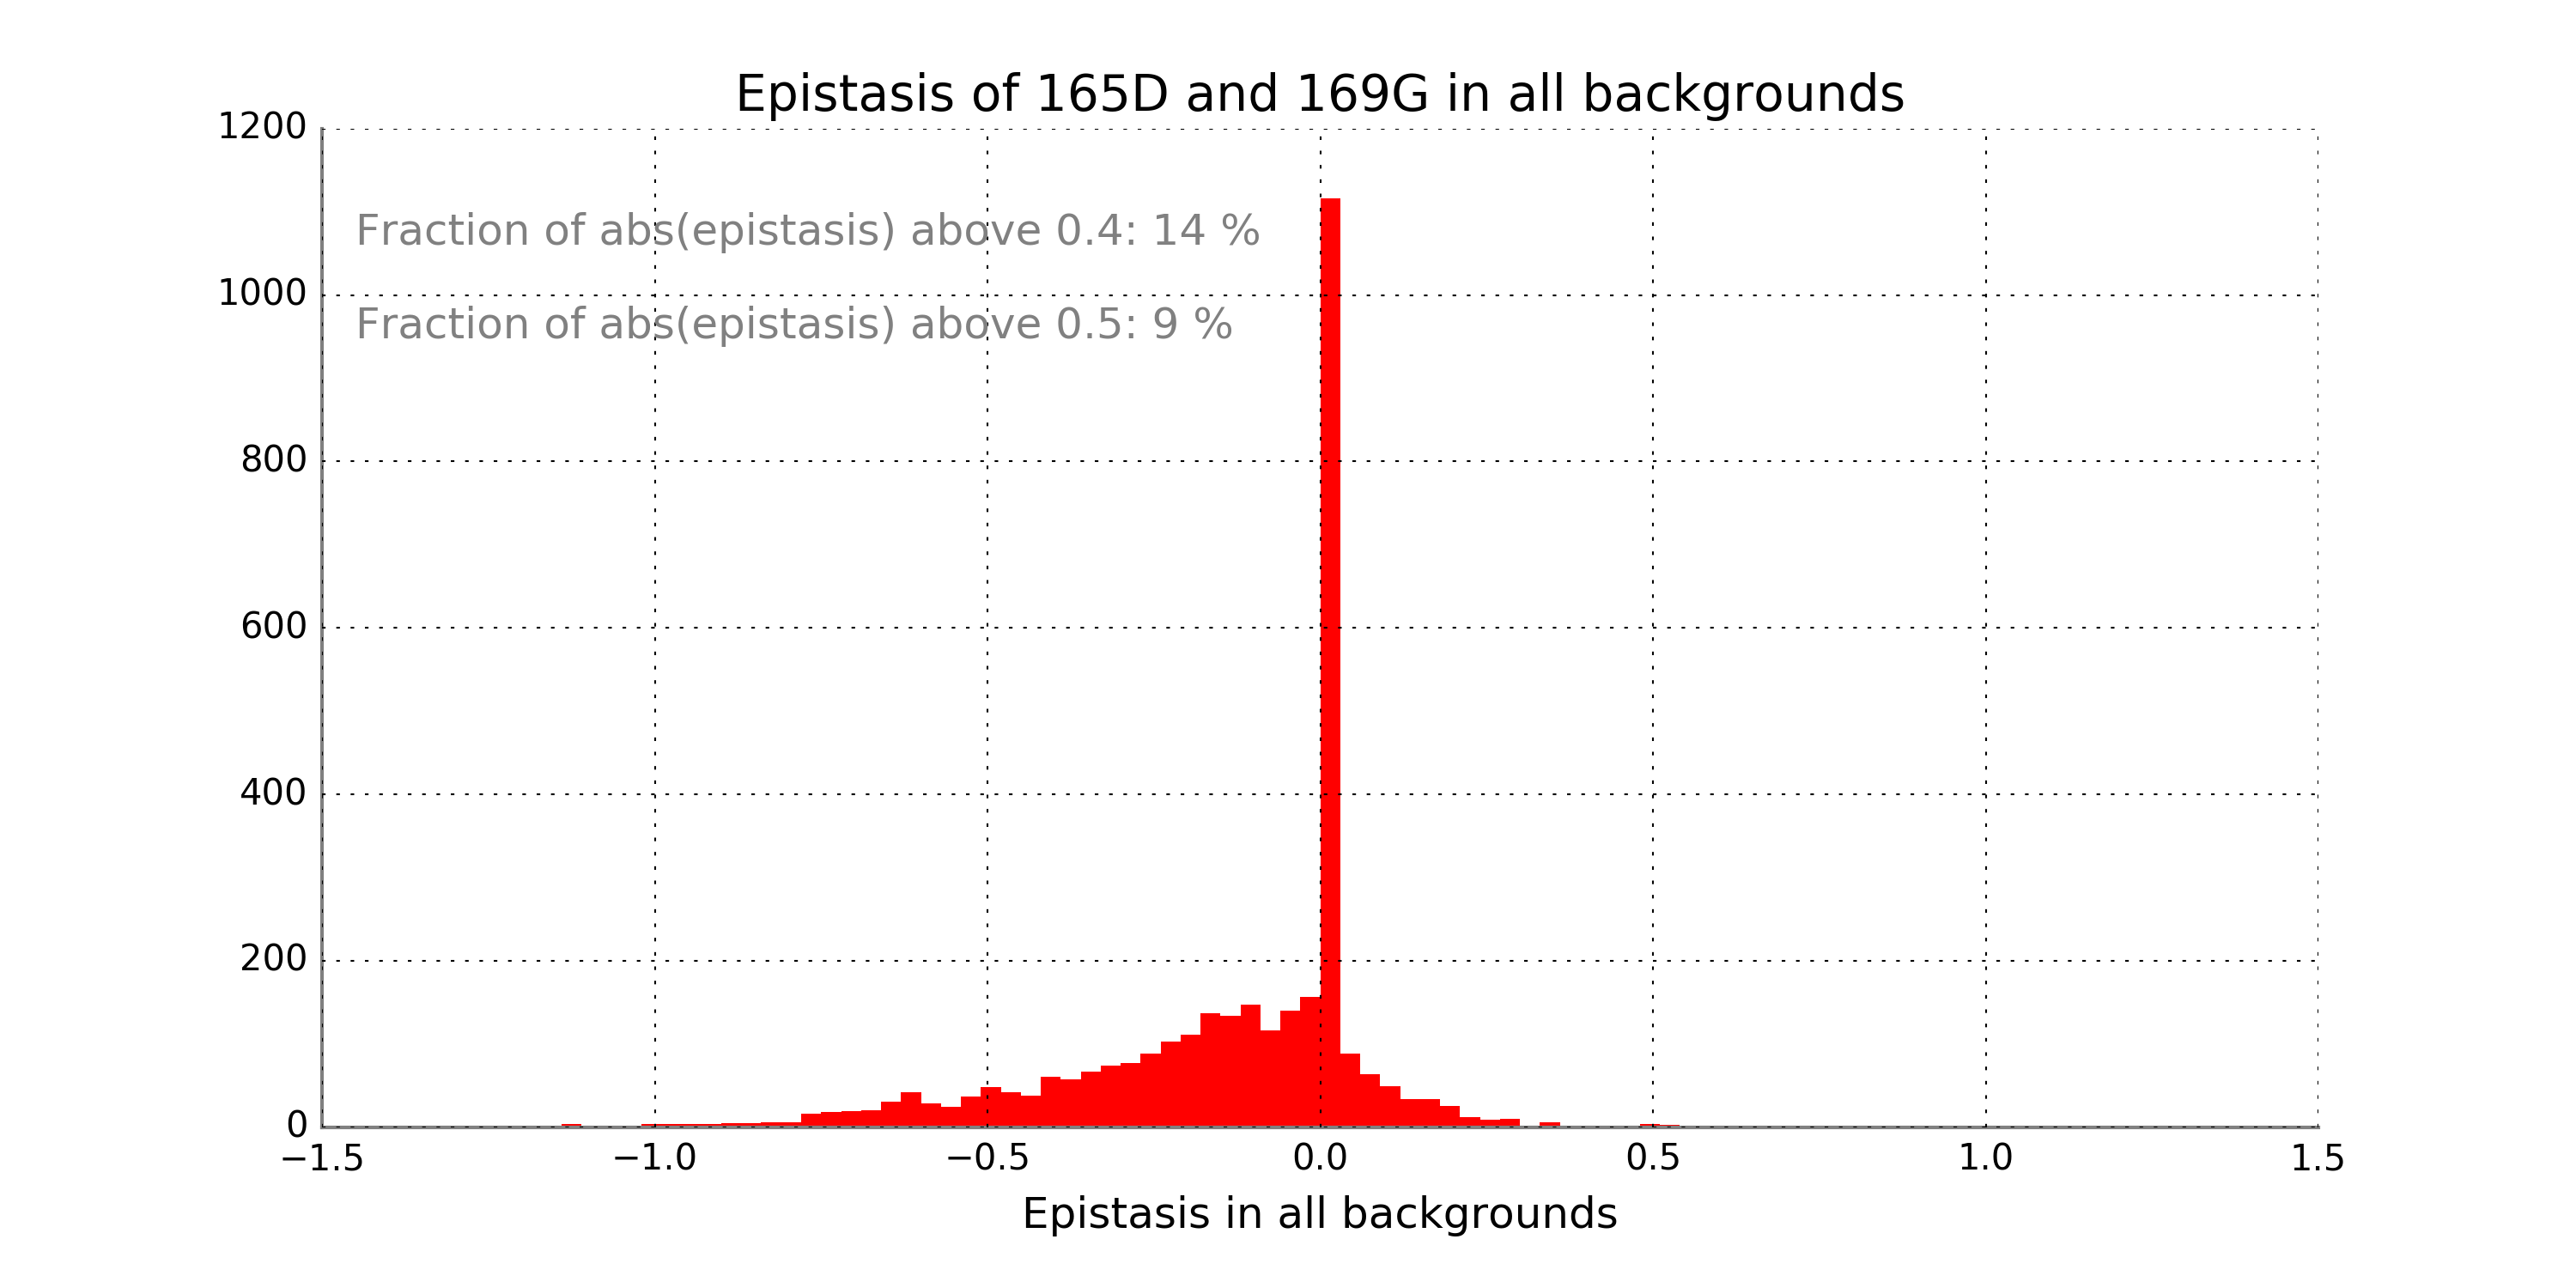 Epistasis of 165D and 169G in all backgrounds
1200
Fraction of abs(epistasis) above 0.4: 14 %
1000
Fraction of abs(epistasis) above 0.5: 9 %
800
600
400
200
0
−1.5 −1.0 −0.5 0.0 0.5 1.0 1.5
Epistasis in all backgrounds